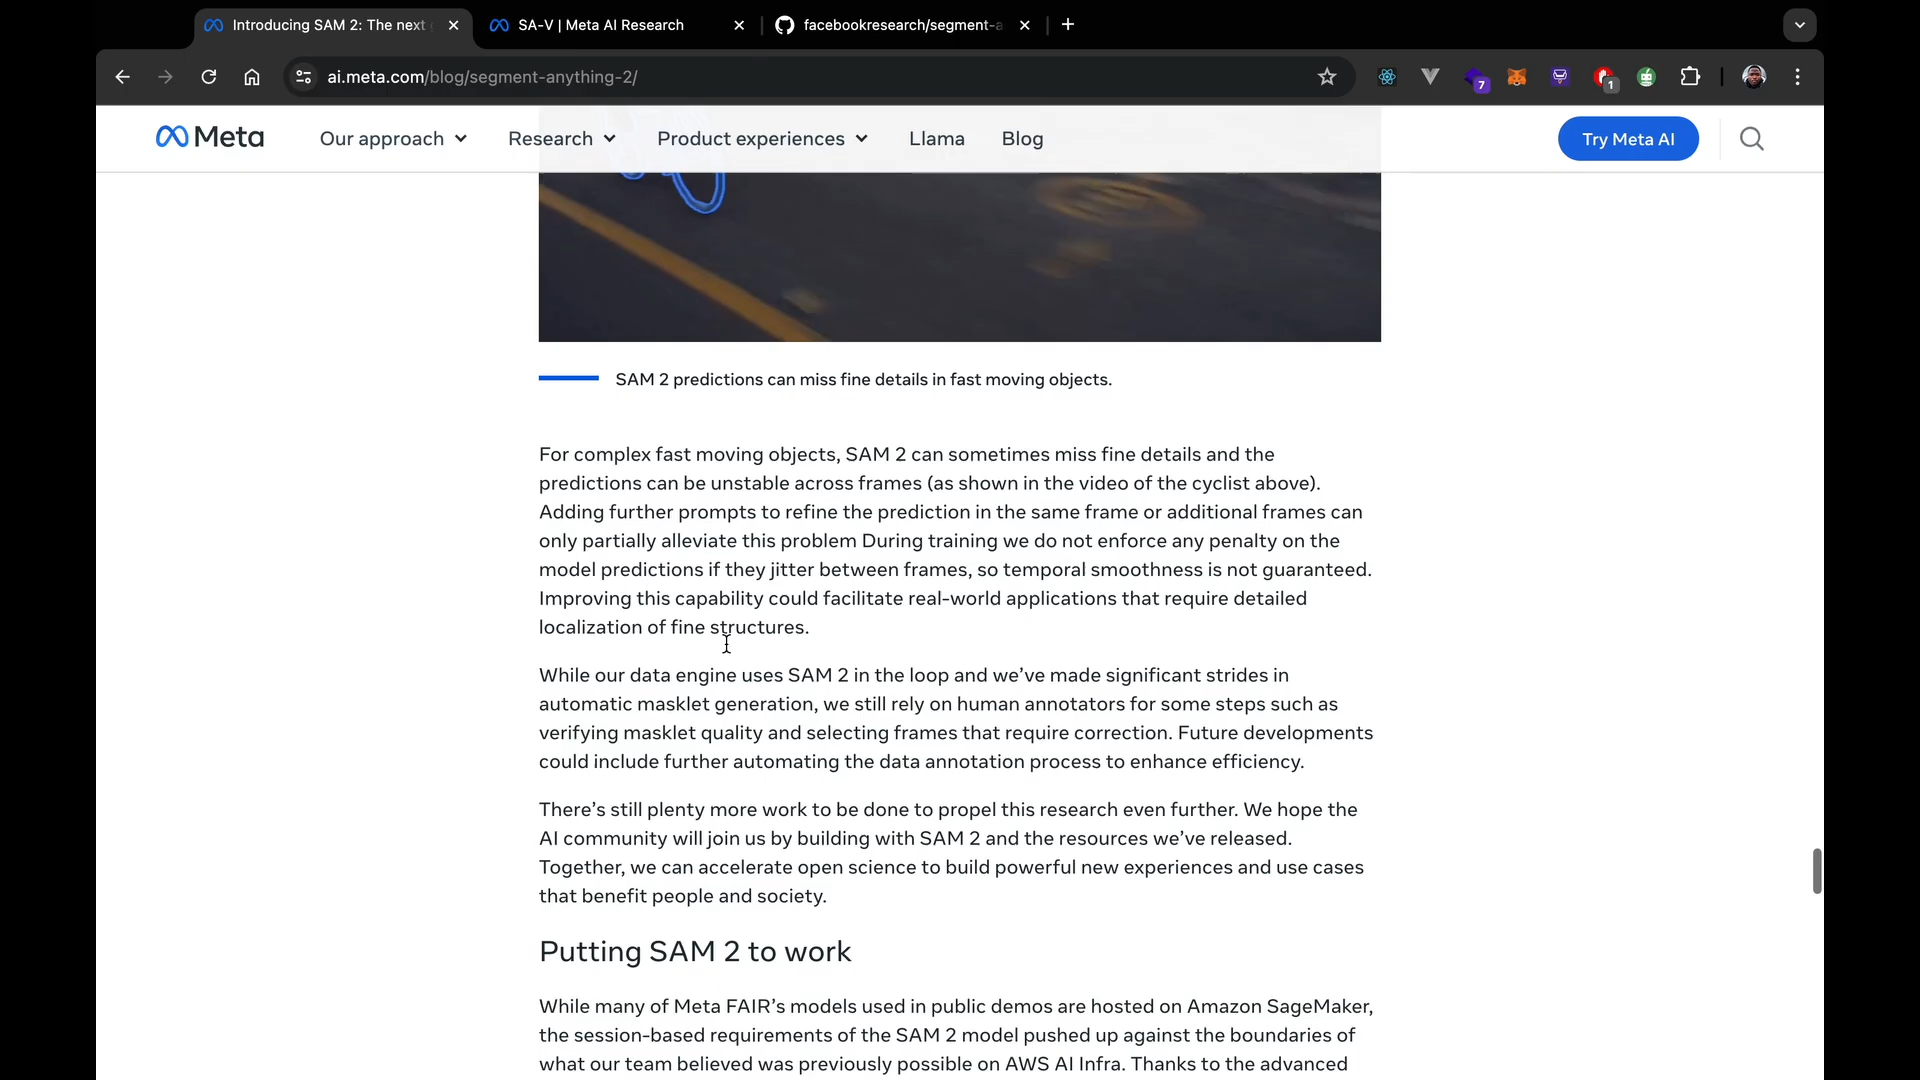 Introducing SAM 2: The next
SA-V | Meta AI Research
facebookresearch/segment-a
ai.meta.com/blog/segment-anything-2/
7
1
Meta
Our approach
Research
Product experiences
Llama
Blog
Try Meta AI
SAM 2 predictions can miss fine details in fast moving objects.
For complex fast moving objects, SAM 2 can sometimes miss fine details and the
predictions can be unstable across frames (as shown in the video of the cyclist above).
Adding further prompts to refine the prediction in the same frame or additional frames can
only partially alleviate this problem During training we do not enforce any penalty on the
model predictions if they jitter between frames, so temporal smoothness is not guaranteed.
Improving this capability could facilitate real-world applications that require detailed
localization of fine structures.
While our data engine uses SAM 2 in the loop and we’ve made significant strides in
automatic masklet generation, we still rely on human annotators for some steps such as
verifying masklet quality and selecting frames that require correction. Future developments
could include further automating the data annotation process to enhance efficiency.
There’s still plenty more work to be done to propel this research even further. We hope the
AI community will join us by building with SAM 2 and the resources we’ve released.
Together, we can accelerate open science to build powerful new experiences and use cases
that benefit people and society.
Putting SAM 2 to work
While many of Meta FAIR’s models used in public demos are hosted on Amazon SageMaker,
the session-based requirements of the SAM 2 model pushed up against the boundaries of
what our team believed was previously possible on AWS AI Infra. Thanks to the advanced